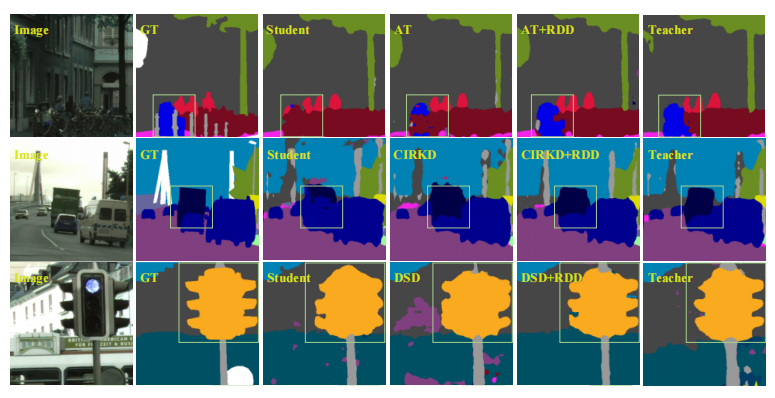 Image GT Student AT AT+RDD Teacher
Image GT Student CIRKD CIRKD+RDD Teacher
Image GT Student DSD DSD+RDD Teacher